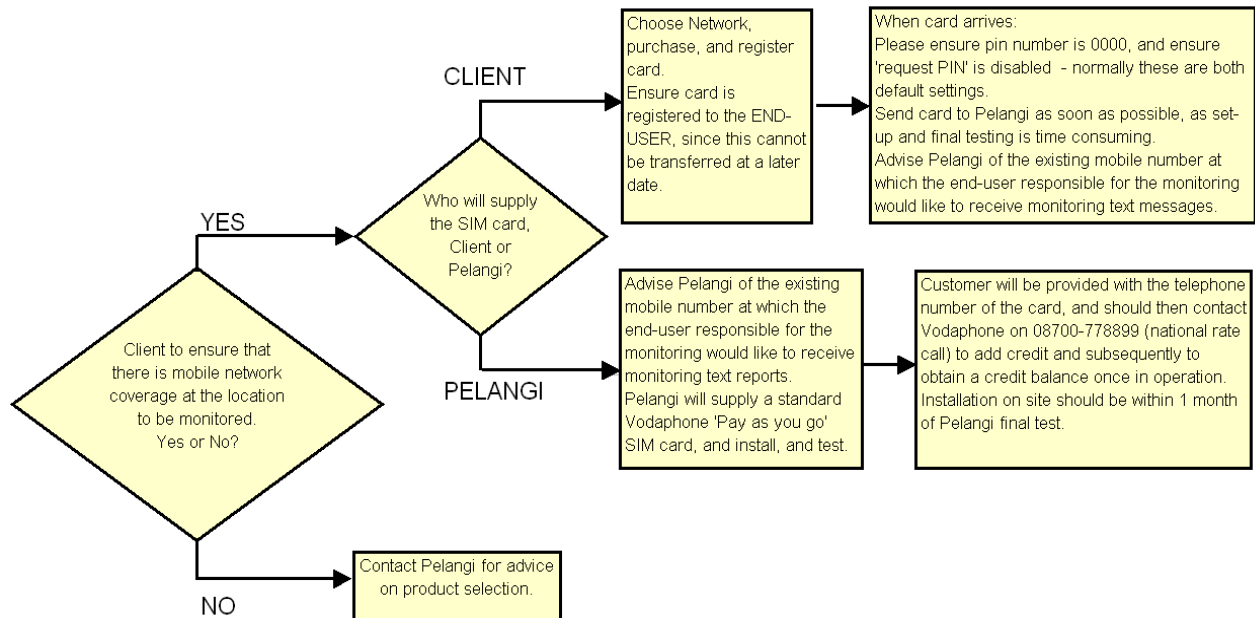 Client to ensure that
there is mobile network
coverage at the location
to be monitored.
Yes or No?
YES
Who will supply
the SIM card,
Client or
Pelangi?
CLIENT
Choose Network,
purchase, and register
card.
Ensure card is
registered to the END-
USER, since this cannot
be transferred at a later
date.
When card arrives:
Please ensure pin number is 0000, and ensure
'request PIN' is disabled - normally these are both
default settings.
Send card to Pelangi as soon as possible, as set-
up and final testing is time consuming.
Advise Pelangi of the existing mobile number at
which the end-user responsible for the monitoring
would like to receive monitoring text messages.
PELANGI
Advise Pelangi of the existing
mobile number at which the
end-user responsible for the
monitoring would like to receive
monitoring text reports.
Pelangi will supply a standard
Vodaphone 'Pay as you go'
SIM card, and install, and test.
Customer will be provided with the telephone
number of the card, and should then contact
Vodaphone on 08700-778899 (national rate
call) to add credit and subsequently to
obtain a credit balance once in operation.
Installation on site should be within 1 month
of Pelangi final test.
NO
Contact Pelangi for advice
on product selection.